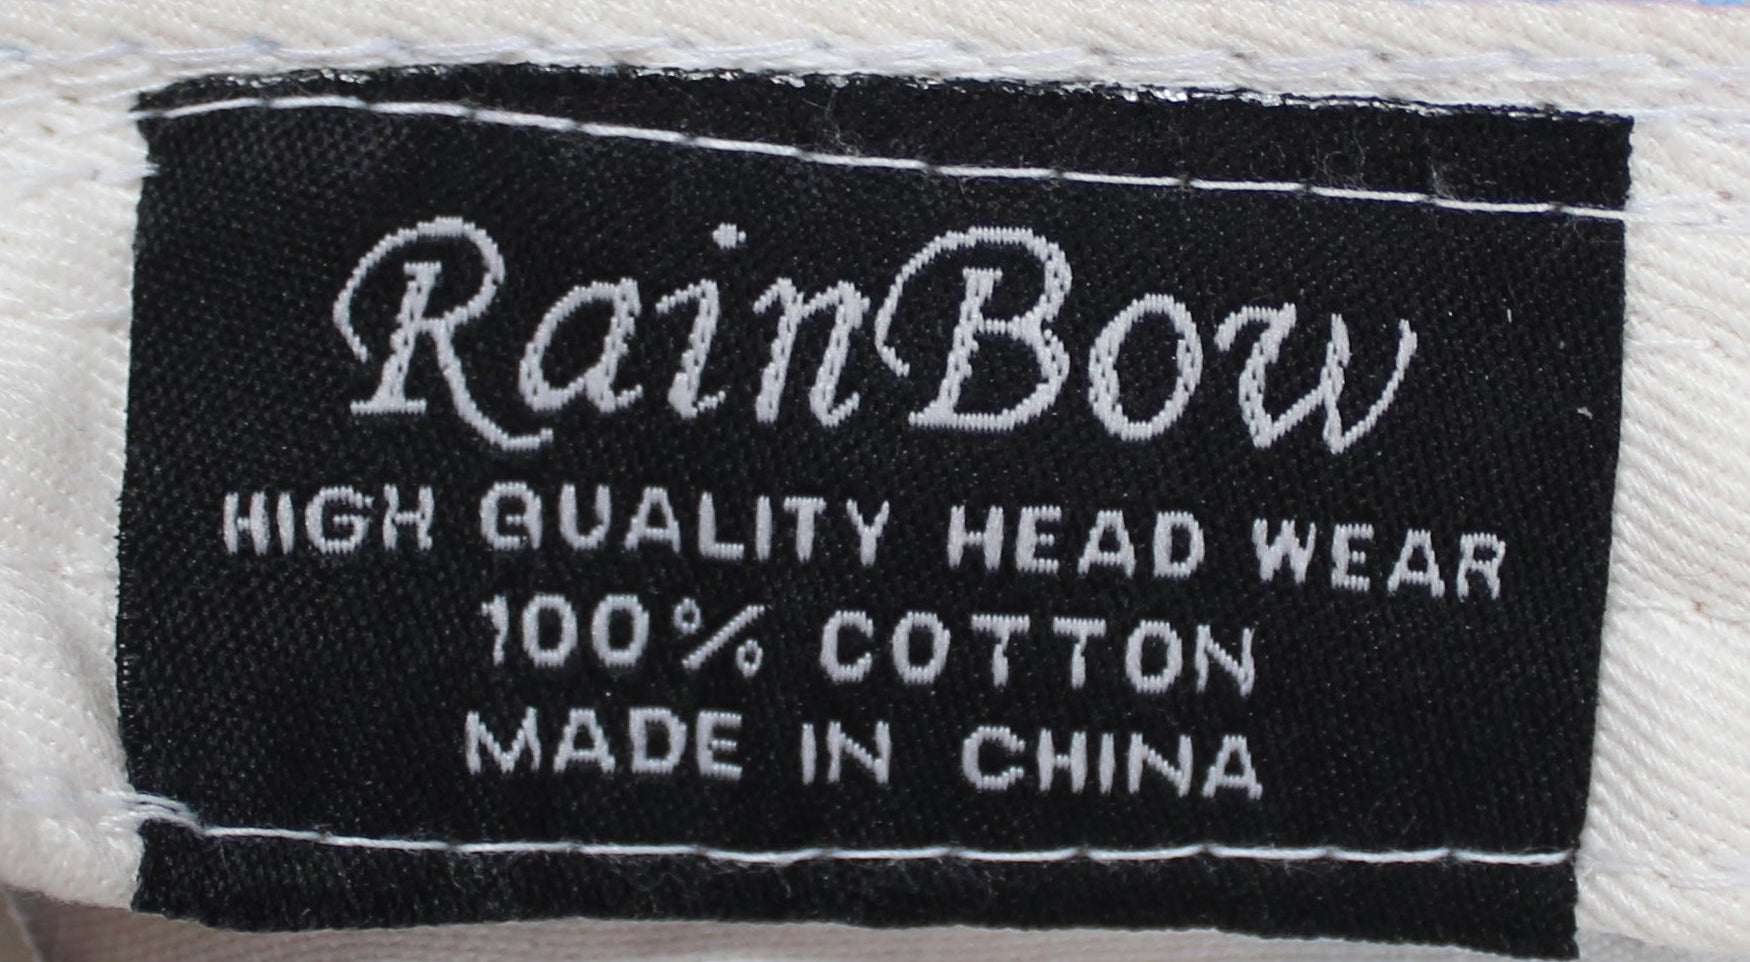 RainBow
HIGH QUALITY HEAD WEAR
100% COTTON
MADE IN CHINA